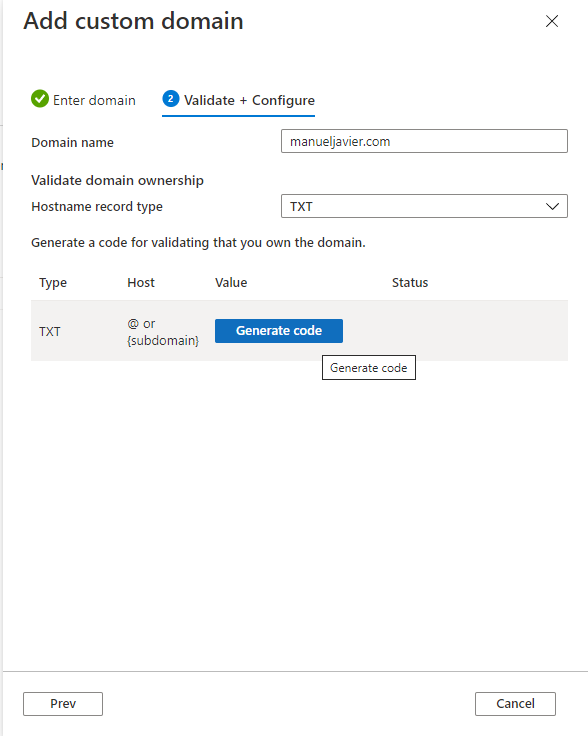 Add custom domain
Enter domain
2 Validate + Configure
Domain name
manueljavier.com
Validate domain ownership
Hostname record type
TXT
Generate a code for validating that you own the domain.
Type Host Value Status
TXT
@ or
{subdomain}
Generate code
Generate code
Prev
Cancel